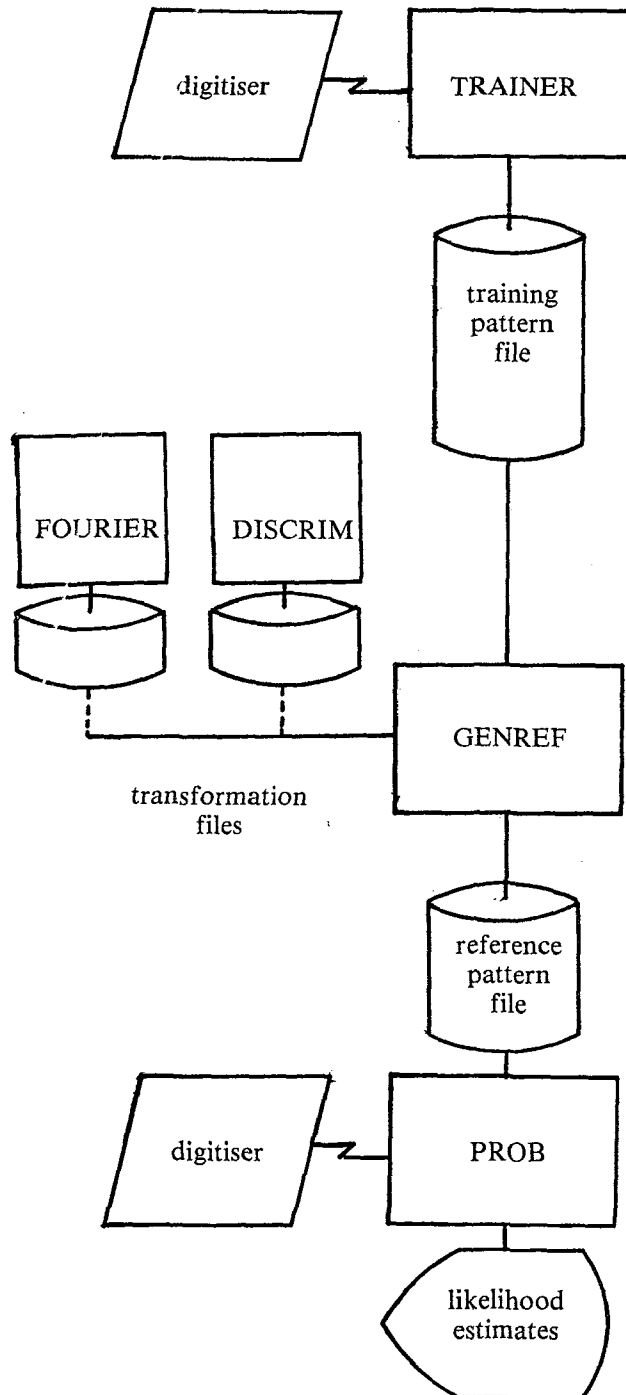 digitiser
TRAINER
training
pattern
file
FOURIER
DISCRIM
GENREF
transformation
files
reference
pattern
file
digitiser
PROB
likelihood
estimates